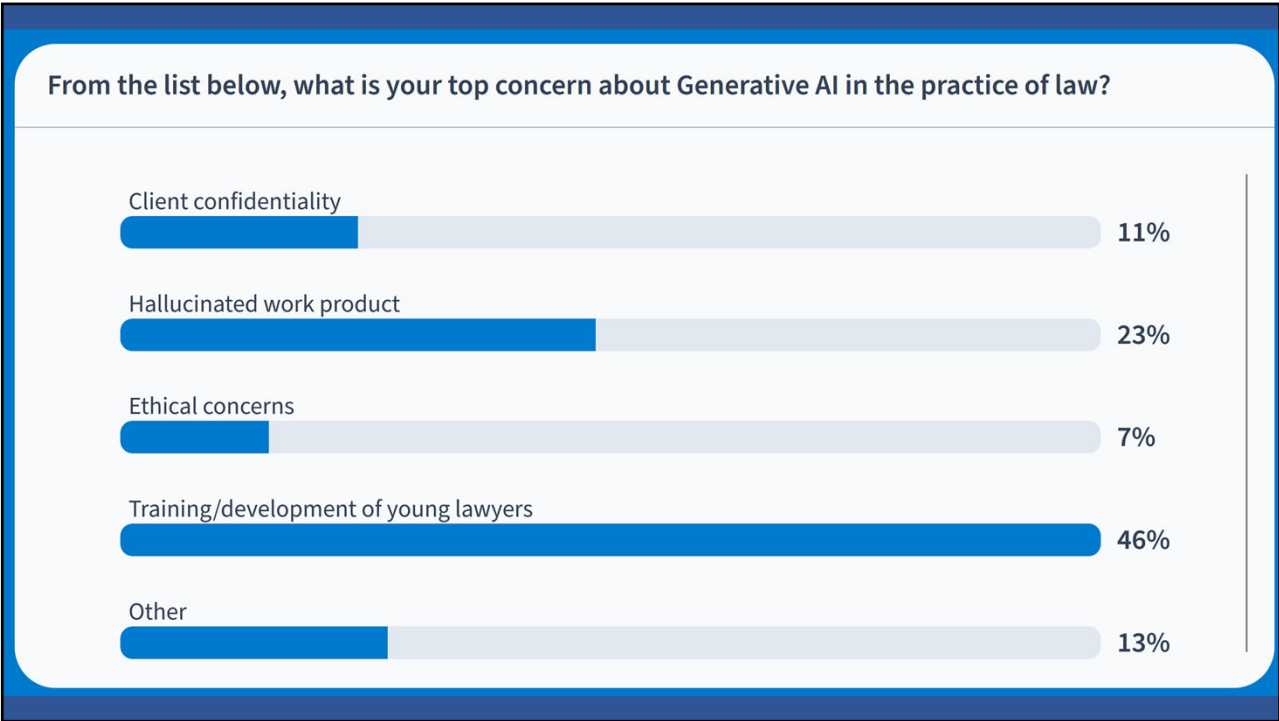 From the list below, what is your top concern about Generative AI in the practice of law?
Client confidentiality
11%
Hallucinated work product
23%
Ethical concerns
7%
Training/development of young lawyers
46%
Other
13%